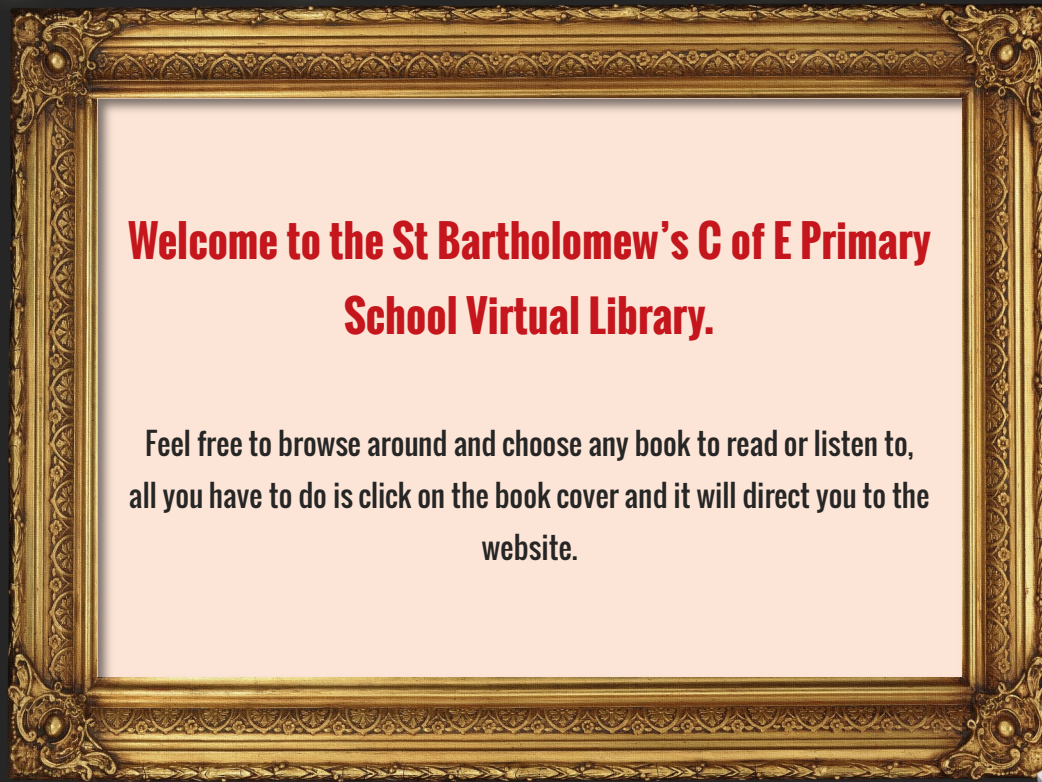 Welcome to the St Bartholomew’s C of E Primary
School Virtual Library.
Feel free to browse around and choose any book to read or listen to,
all you have to do is click on the book cover and it will direct you to the
website.